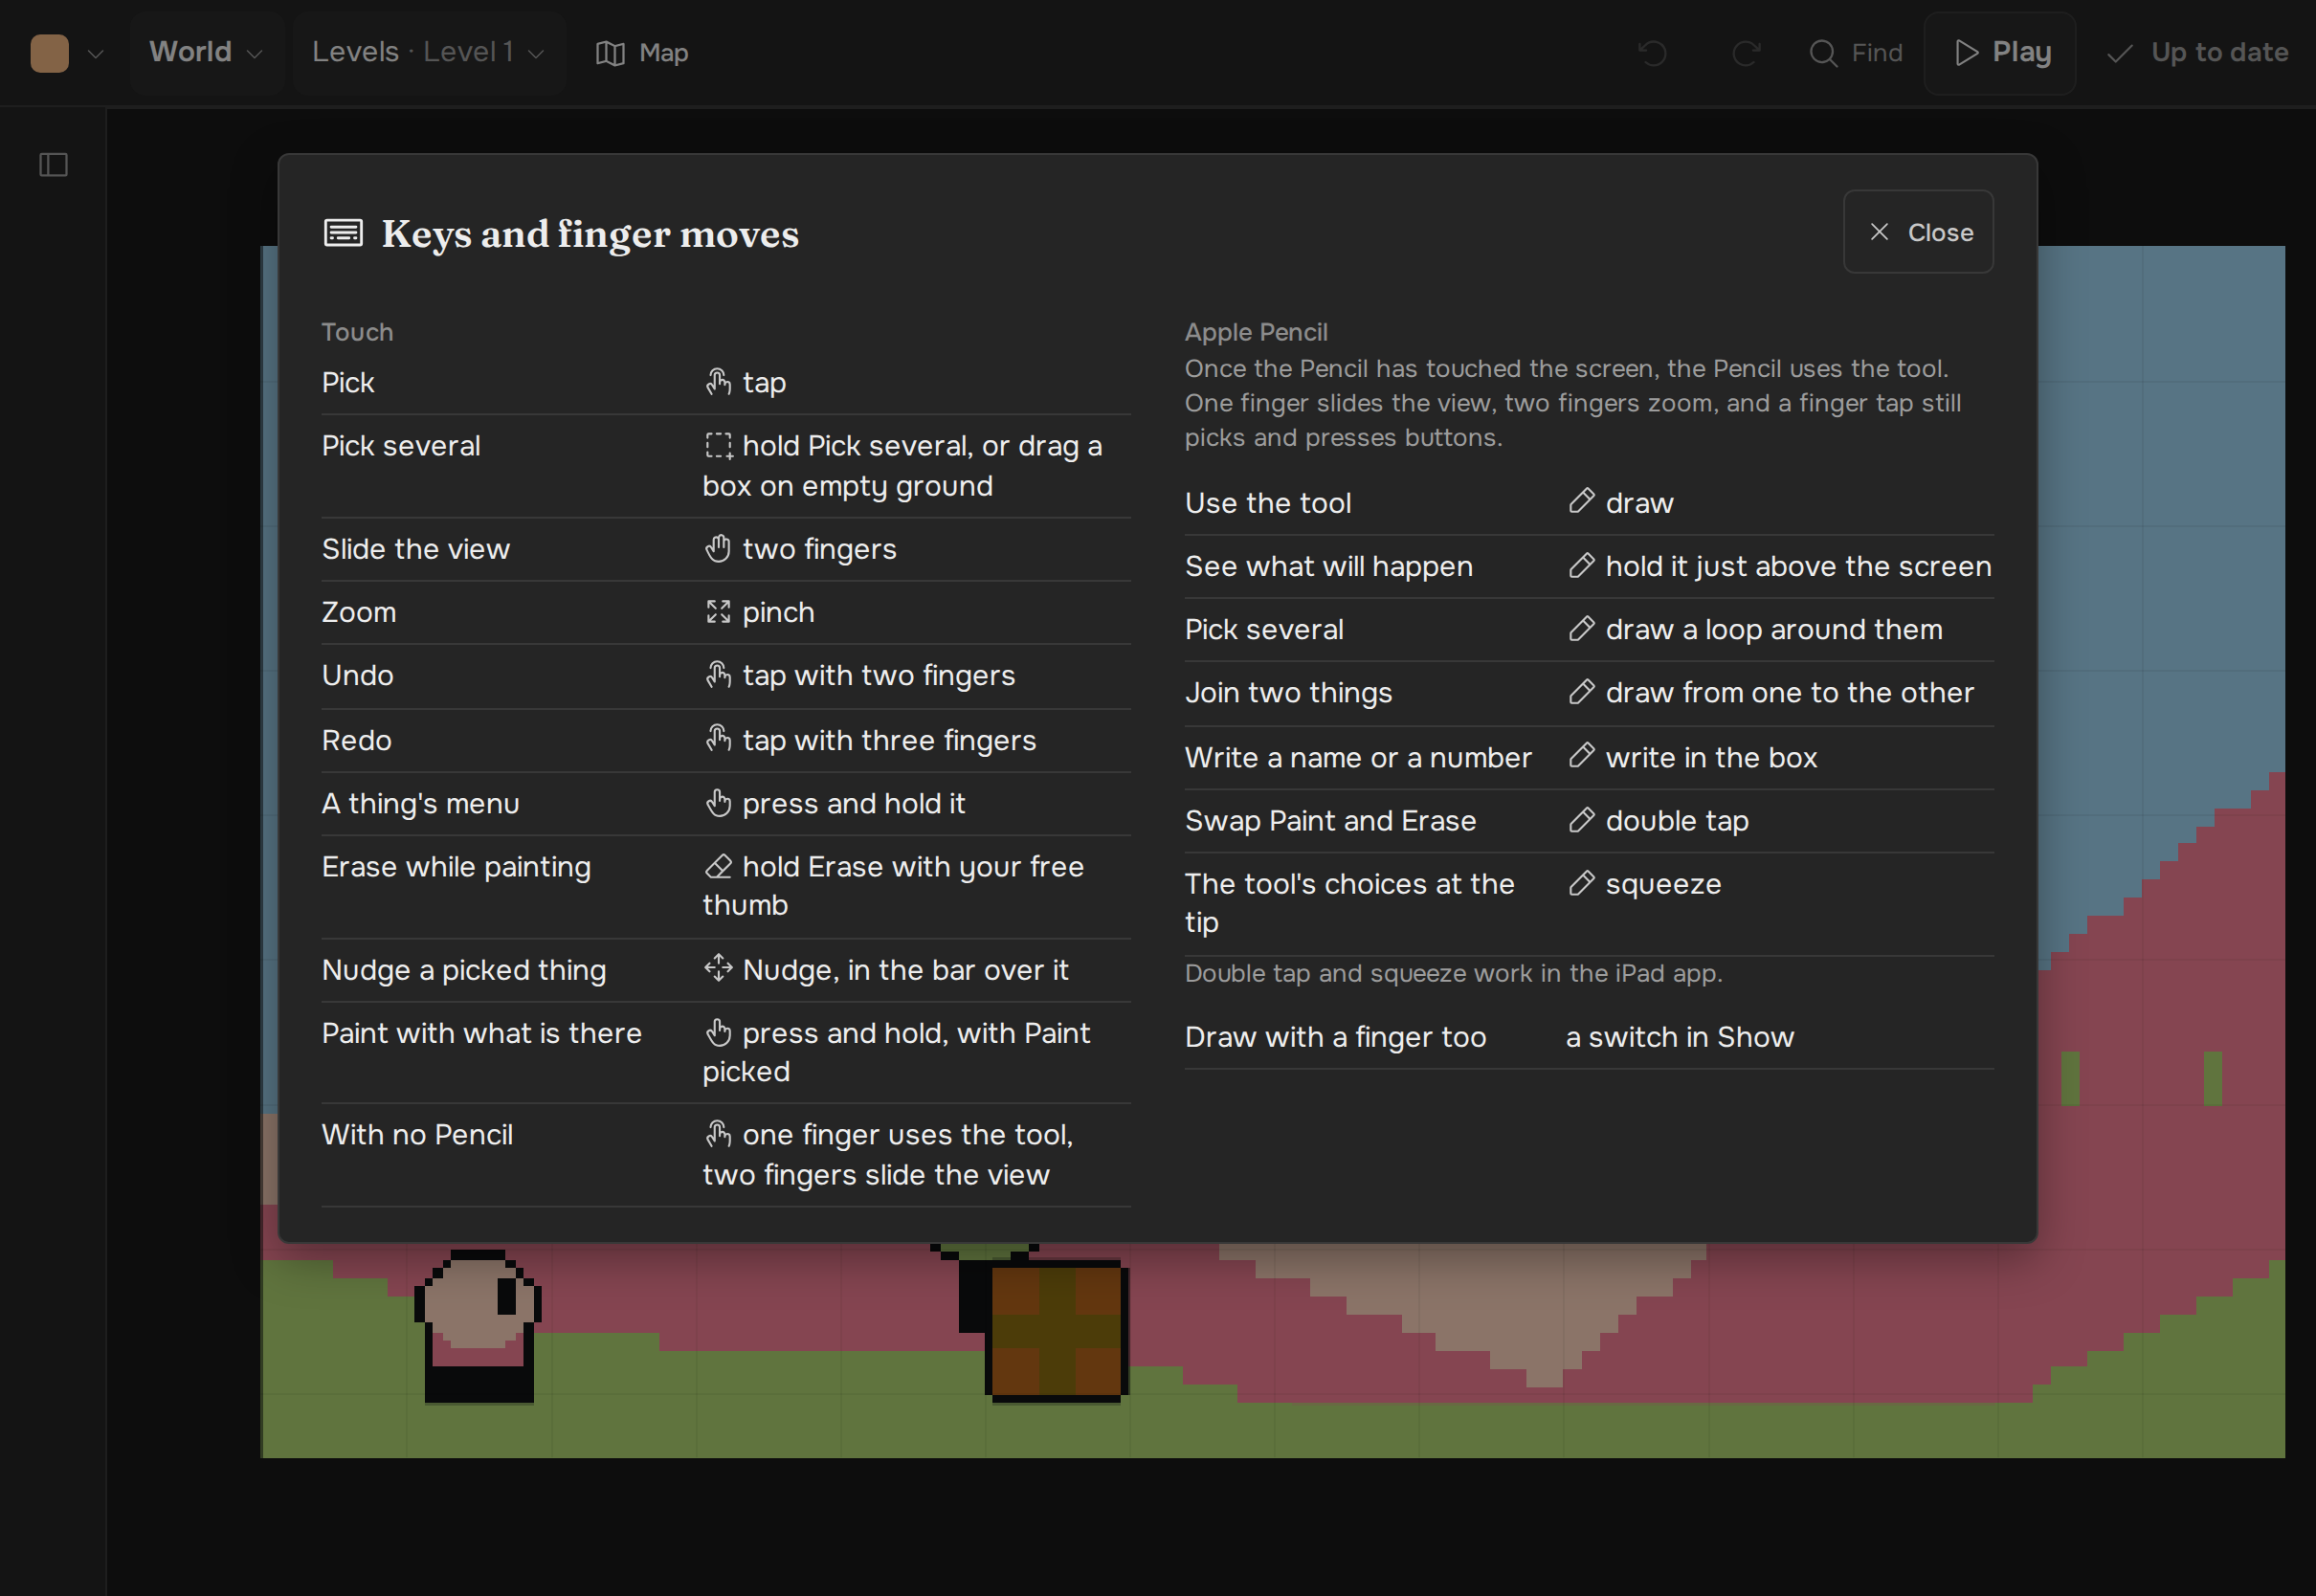 World
Levels · Level 1
Map
Find
Play
Up to date
Keys and finger moves
Close
Touch
Pick
tap
Pick several
hold Pick several, or drag a
box on empty ground
Slide the view
two fingers
Zoom
pinch
Undo
tap with two fingers
Redo
tap with three fingers
A thing's menu
press and hold it
Erase while painting
hold Erase with your free
thumb
Nudge a picked thing
Nudge, in the bar over it
Paint with what is there
press and hold, with Paint
picked
With no Pencil
one finger uses the tool,
two fingers slide the view
Apple Pencil
Once the Pencil has touched the screen, the Pencil uses the tool.
One finger slides the view, two fingers zoom, and a finger tap still
picks and presses buttons.
Use the tool
draw
See what will happen
hold it just above the screen
Pick several
draw a loop around them
Join two things
draw from one to the other
Write a name or a number
write in the box
Swap Paint and Erase
double tap
The tool's choices at the
tip
squeeze
Double tap and squeeze work in the iPad app.
Draw with a finger too
a switch in Show